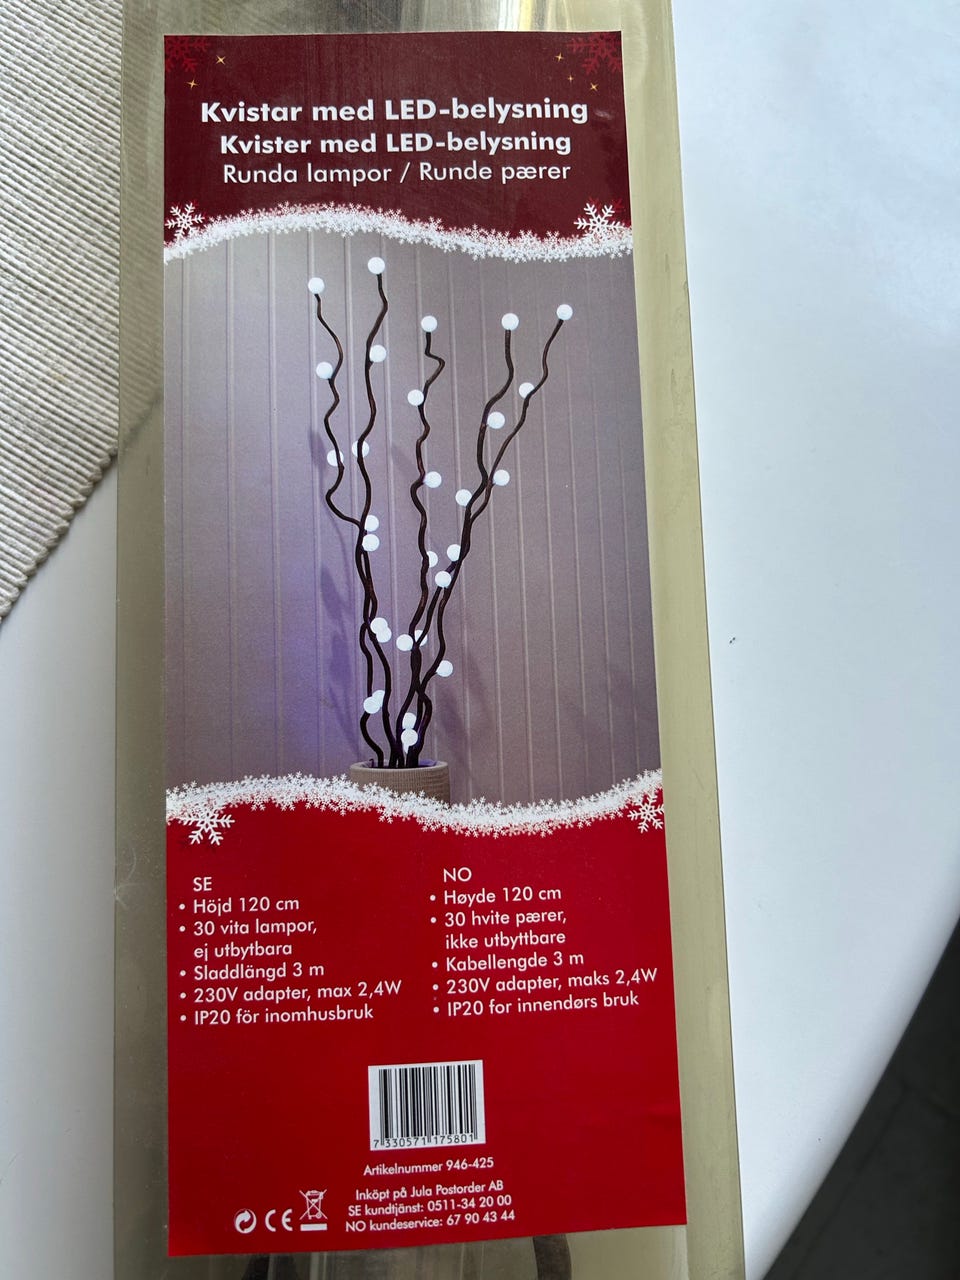 Kvistar med LED-belysning
Kvister med LED-belysning
Runda lampor / Runde pærer
SE
• Höjd 120 cm
• 30 vita lampor,
ej utbytbara
• Sladdlängd 3 m
• 230V adapter, max 2,4W
• IP20 för inomhusbruk
NO
• Høyde 120 cm
• 30 hvite pærer,
ikke utbyttbare
• Kabellengde 3 m
• 230V adapter, maks 2,4W
• IP20 for innendørs bruk
7 330571 175801
Artikelnummer 946-425
Inköpt på Jula Postorder AB
SE kundtjänst: 0511-34 20 00
NO kundeservice: 67 90 43 44
CE